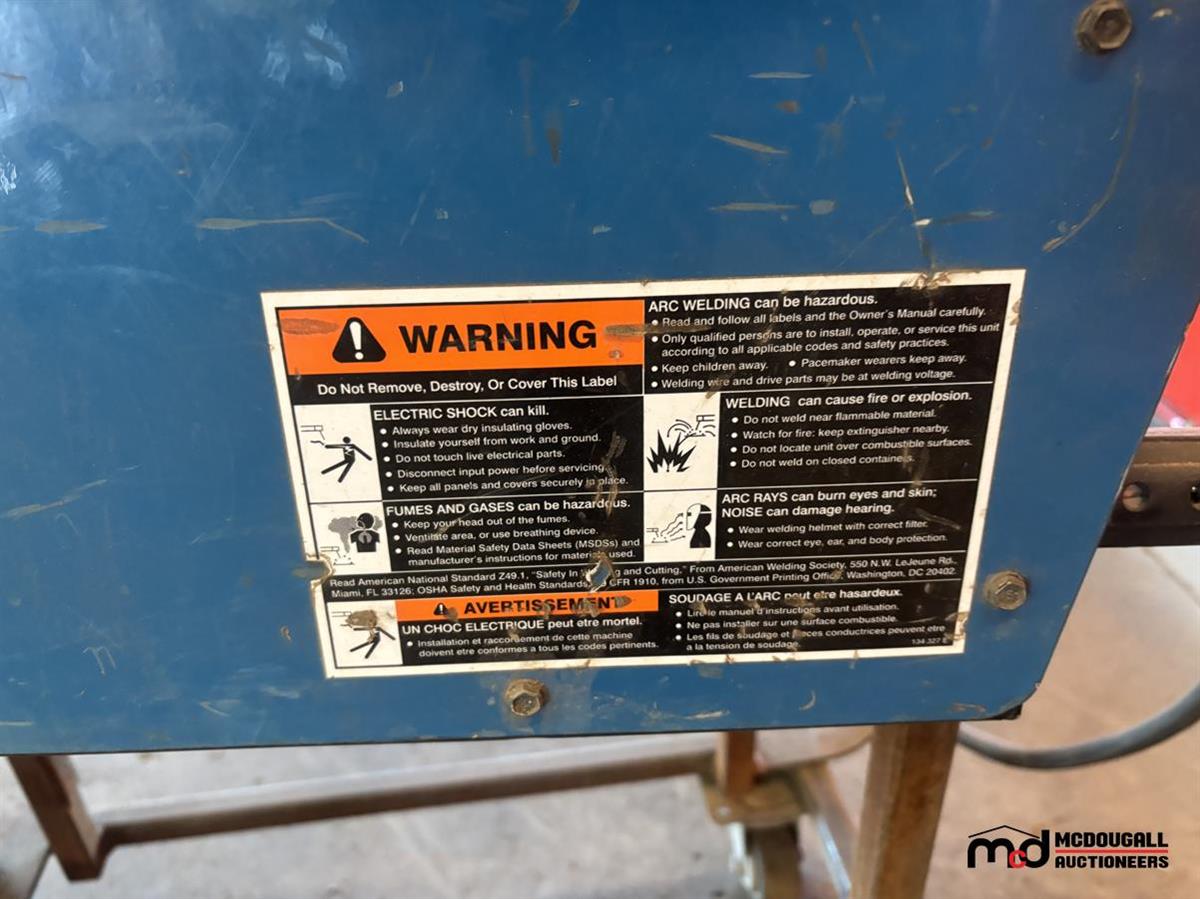 WARNING
Do Not Remove, Destroy, Or Cover This Label
ARC WELDING can be hazardous.
• Read and follow all labels and the Owner's Manual carefully.
• Only qualified persons are to install, operate, or service this unit
according to all applicable codes and safety practices.
• Keep children away. • Pacemaker wearers keep away.
• Welding wire and drive parts may be at welding voltage.
ELECTRIC SHOCK can kill.
• Always wear dry insulating gloves.
• Insulate yourself from work and ground.
• Do not touch live electrical parts.
• Disconnect input power before servicing.
• Keep all panels and covers securely in place.
WELDING can cause fire or explosion.
• Do not weld near flammable material.
• Watch for fire: keep extinguisher nearby.
• Do not locate unit over combustible surfaces.
• Do not weld on closed containers.
FUMES AND GASES can be hazardous.
• Keep your head out of the fumes.
• Ventilate area, or use breathing device.
• Read Material Safety Data Sheets (MSDSs) and
manufacturer's instructions for materials used.
ARC RAYS can burn eyes and skin;
NOISE can damage hearing.
• Wear welding helmet with correct filter.
• Wear correct eye, ear, and body protection.
Read American National Standard Z49.1, "Safety In and Cutting," From American Welding Society, 550 N.W. LeJeune Rd.,
Miami, FL 33126; OSHA Safety and Health Standards, CFR 1910, from U.S. Government Printing Office, Washington, DC 20402.
AVERTISSEMENT
UN CHOC ELECTRIQUE peut etre mortel.
• Installation et raccordement de cette machine
doivent etre conformes a tous les codes pertinents.
SOUDAGE A L'ARC peut etre hasardeux.
• Lire le manuel d'instructions avant utilisation.
• Ne pas installer sur une surface combustible.
• Les fils de soudage et pieces conductrices peuvent etre
a la tension de soudage.
134 327 E
mcd MCDOUGALL
AUCTIONEERS